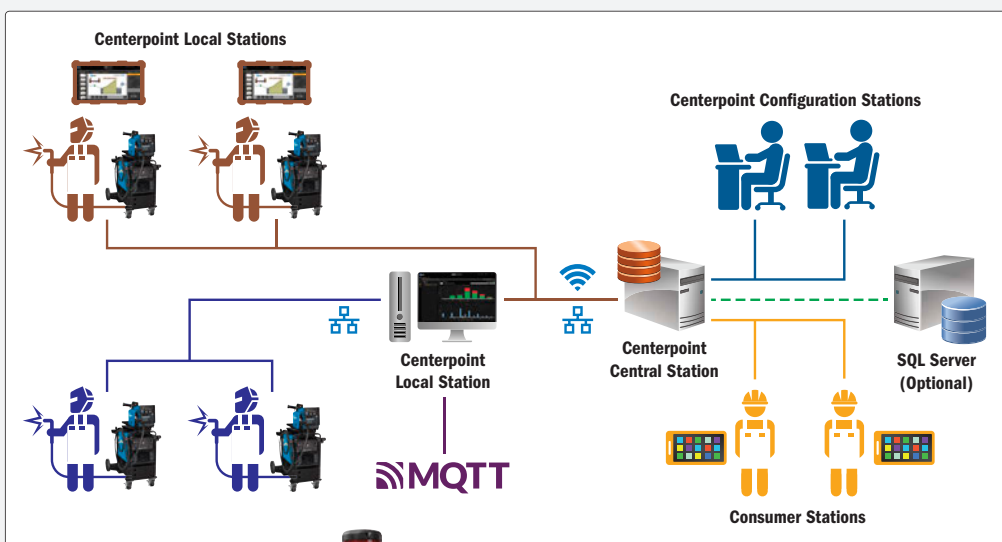 Centerpoint Local Stations
Centerpoint Configuration Stations
Centerpoint
Local Station
Centerpoint
Central Station
SQL Server
(Optional)
MQTT
Consumer Stations